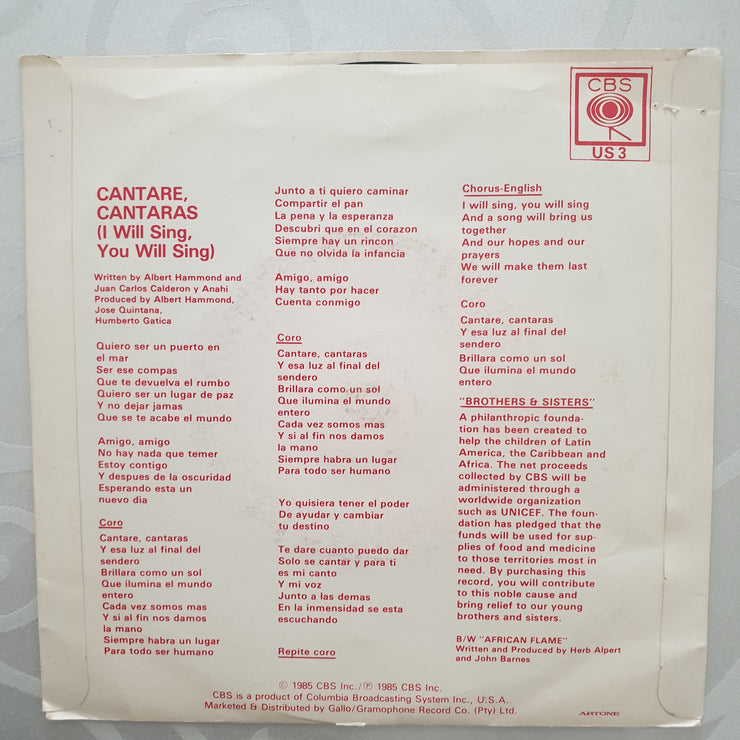 CBS
US 3
CANTARE,
CANTARAS
(I Will Sing,
You Will Sing)
Written by Albert Hammond and
Juan Carlos Calderon y Anahi
Produced by Albert Hammond,
Jose Quintana,
Humberto Gatica
Quiero ser un puerto en
el mar
Ser ese compas
Que te devuelva el rumbo
Quiero ser un lugar de paz
Y no dejar jamas
Que se te acabe el mundo
Amigo, amigo
No hay nada que temer
Estoy contigo
Y despues de la oscuridad
Esperando esta un
nuevo dia
Coro
Cantare, cantaras
Y esa luz al final del
sendero
Brillara como un sol
Que ilumina el mundo
entero
Cada vez somas mas
Y si al fin nos damos
la mano
Siempre habra un lugar
Para todo ser humano
Junto a ti quiero caminar
Compartir el pan
La pena y la esperanza
Descubri que en el corazon
Siempre hay un rincon
Que no olvida la infancia
Amigo, amigo
Hay tanto por hacer
Cuenta conmigo
Coro
Cantare, cantaras
Y esa luz al final del
sendero
Brillara como un sol
Que ilumina el mundo
entero
Cada vez somas mas
Y si al fin nos damos
la mano
Siempre habra un lugar
Para todo ser humano
Yo quisiera tener el poder
De ayudar y cambiar
tu destino
Te dare cuanto puedo dar
Solo se cantar y para ti
es mi canto
Y mi voz
Junto a las demas
En la inmensidad se esta
escuchando
Repite coro
Chorus-English
I will sing, you will sing
And a song will bring us
together
And our hopes and our
prayers
We will make them last
forever
Coro
Cantare, cantaras
Y esa luz al final del
sendero
Brillara como un sol
Que ilumina el mundo
entero
"BROTHERS & SISTERS"
A philanthropic founda-
tion has been created to
help the children of Latin
America, the Caribbean and
Africa. The net proceeds
collected by CBS will be
administered through a
worldwide organization
such as UNICEF. The foun-
dation has pledged that the
funds will be used for sup-
plies of food and medicine
to those territories most in
need. By purchasing this
record, you will contribute
to this noble cause and
bring relief to our young
brothers and sisters.
B/W "AFRICAN FLAME"
Written and Produced by Herb Alpert
and John Barnes
© 1985 CBS Inc./℗ 1985 CBS Inc.
CBS is a product of Columbia Broadcasting System Inc., U.S.A.
Marketed & Distributed by Gallo/Gramophone Record Co. (Pty) Ltd.
ARTONE